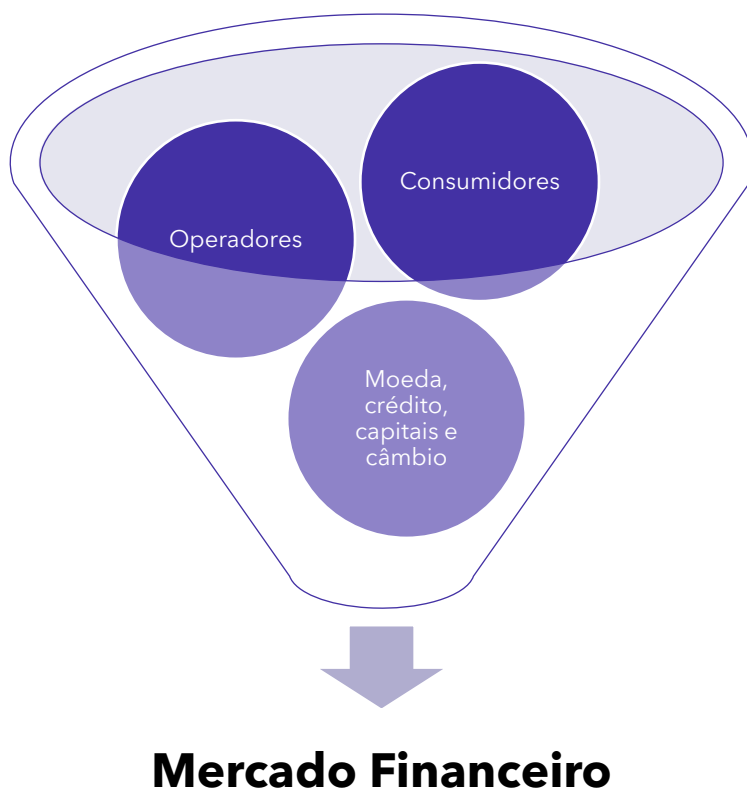 Consumidores
Operadores
Moeda,
crédito,
capitais e
câmbio
Mercado Financeiro